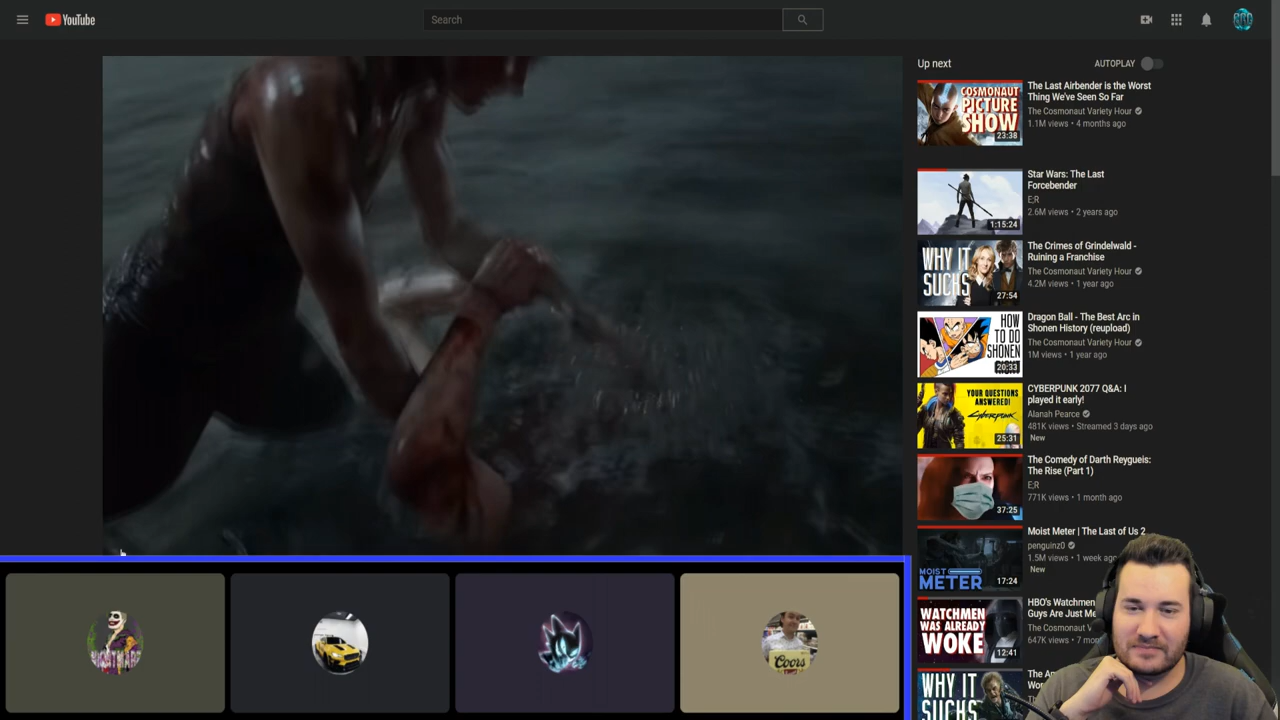 YouTube
Search
Up next
AUTOPLAY
COSMONAUT
PICTURE
SHOW
23:38
The Last Airbender is the Worst
Thing We've Seen So Far
The Cosmonaut Variety Hour
1.1M views • 4 months ago
1:15:24
Star Wars: The Last
Forcebender
E;R
2.6M views • 2 years ago
WHY IT
SUCKS
27:54
The Crimes of Grindelwald -
Ruining a Franchise
The Cosmonaut Variety Hour
4.2M views • 1 year ago
HOW
TO DO
SHONEN
RIGHT
20:33
Dragon Ball - The Best Arc in
Shonen History (reupload)
The Cosmonaut Variety Hour
1M views • 1 year ago
YOUR QUESTIONS
ANSWERED!
CYBERPUNK
25:31
CYBERPUNK 2077 Q&A: I
played it early!
Alanah Pearce
481K views • Streamed 3 days ago
New
37:25
The Comedy of Darth Reygueis:
The Rise (Part 1)
E;R
771K views • 1 month ago
MOIST
METER
17:24
Moist Meter | The Last of Us 2
penguinz0
1.5M views • 1 week
New
WATCHMEN
WAS ALREADY
WOKE
12:41
HBO's Watchmen
Guys Are Just
The Cosmonaut
647K views • 7
WHY IT
SUCKS
The
NIGHTMARE
Coors